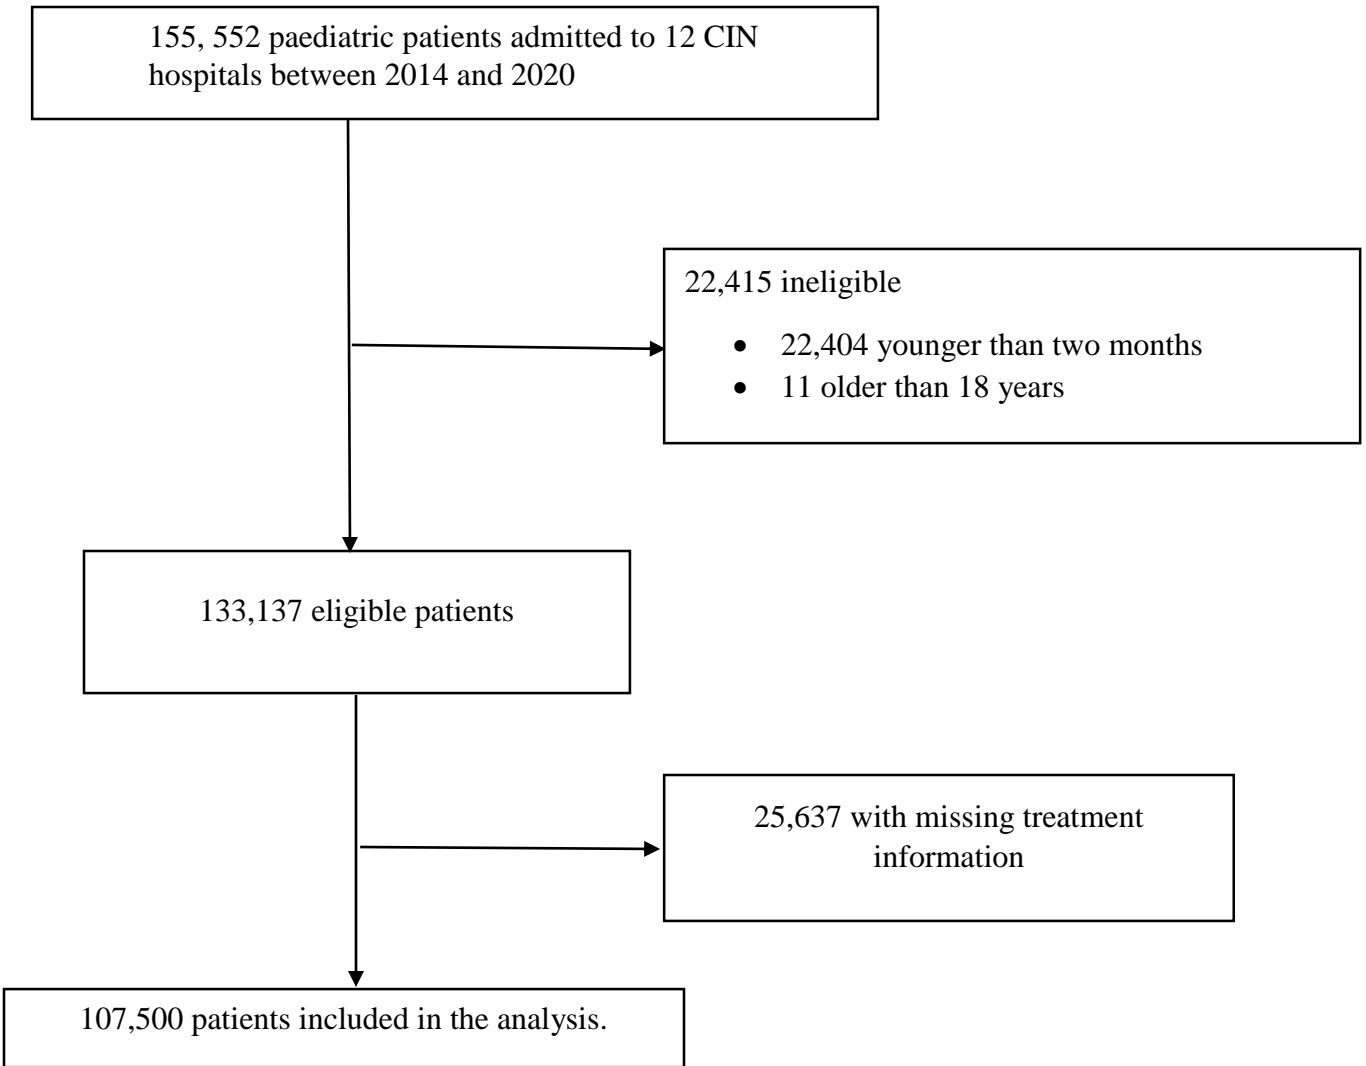 155, 552 paediatric patients admitted to 12 CIN
hospitals between 2014 and 2020
22,415 ineligible
• 22,404 younger than two months
• 11 older than 18 years
133,137 eligible patients
25,637 with missing treatment
information
107,500 patients included in the analysis.